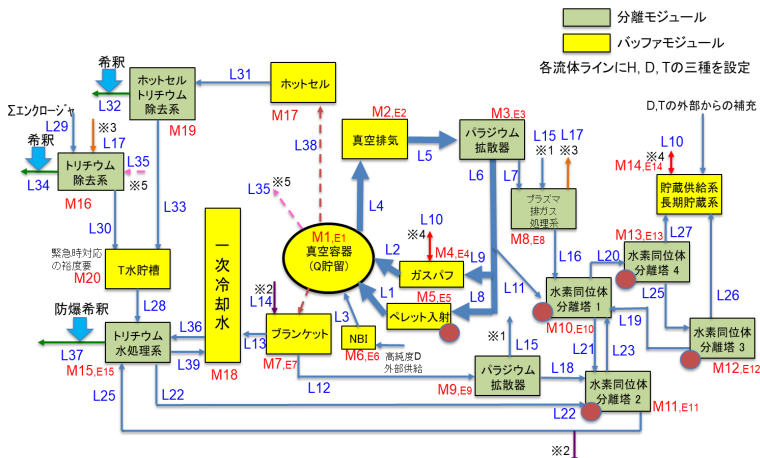 分離モジュール
バッファモジュール
各流体ラインにH, D, Tの三種を設定
希釈
L31
ホットセル
トリチウム
除去系
L32
ホットセル
M17
M19
Σエンクロージャ
希釈
L29
※3
L17
L35
トリチウム
除去系
※5
L34
M16
L33
L30
緊急時対応
の裕度要
M20
T水貯槽
L28
防爆希釈
トリチウム
水処理系
L37
M15,E15
L36
L39
一次冷却水
M18
L38
M2,E2
真空排気
L5
L4
L35
※5
M1,E1
真空容器
(Q貯留)
L10
※4
M4,E4
ガスパフ
L2
L9
M5,E5
ペレット入射
L1
L8
※2
L14
ブランケット
L13
M7,E7
L3
NBI
M6,E6
高純度D
外部供給
L12
M3,E3
パラジウム
拡散器
L6
L7
L15
※1
L17
※3
プラズマ
排ガス
処理系
M8,E8
L16
L11
※1
L15
パラジウム
拡散器
M9,E9
L18
D,Tの外部からの補充
L10
※4
M14,E14
貯蔵供給系
長期貯蔵系
M13,E13
L27
L20
水素同位体
分離塔 4
水素同位体
分離塔 1
M10,E10
L25
L26
L19
水素同位体
分離塔 3
M12,E12
L21
L23
水素同位体
分離塔 2
M11,E11
L22
L25
L22
※2